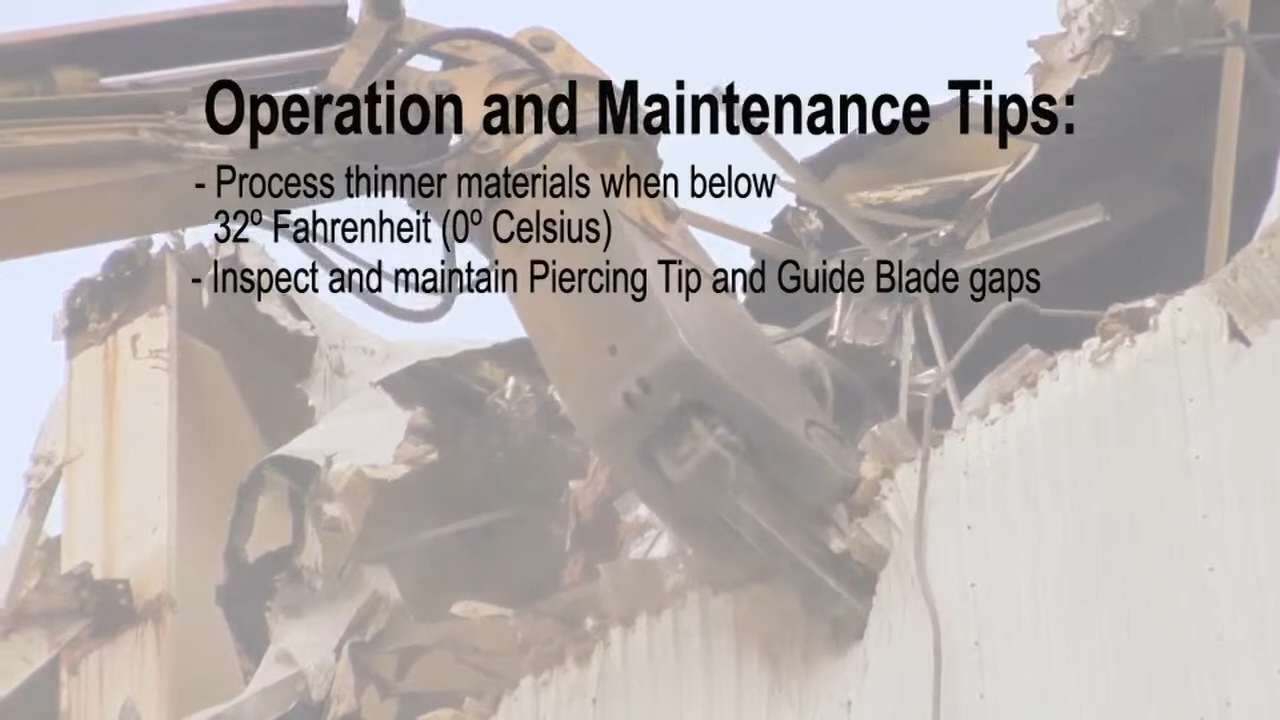 Operation and Maintenance Tips:
- Process thinner materials when below
32º Fahrenheit (0º Celsius)
- Inspect and maintain Piercing Tip and Guide Blade gaps